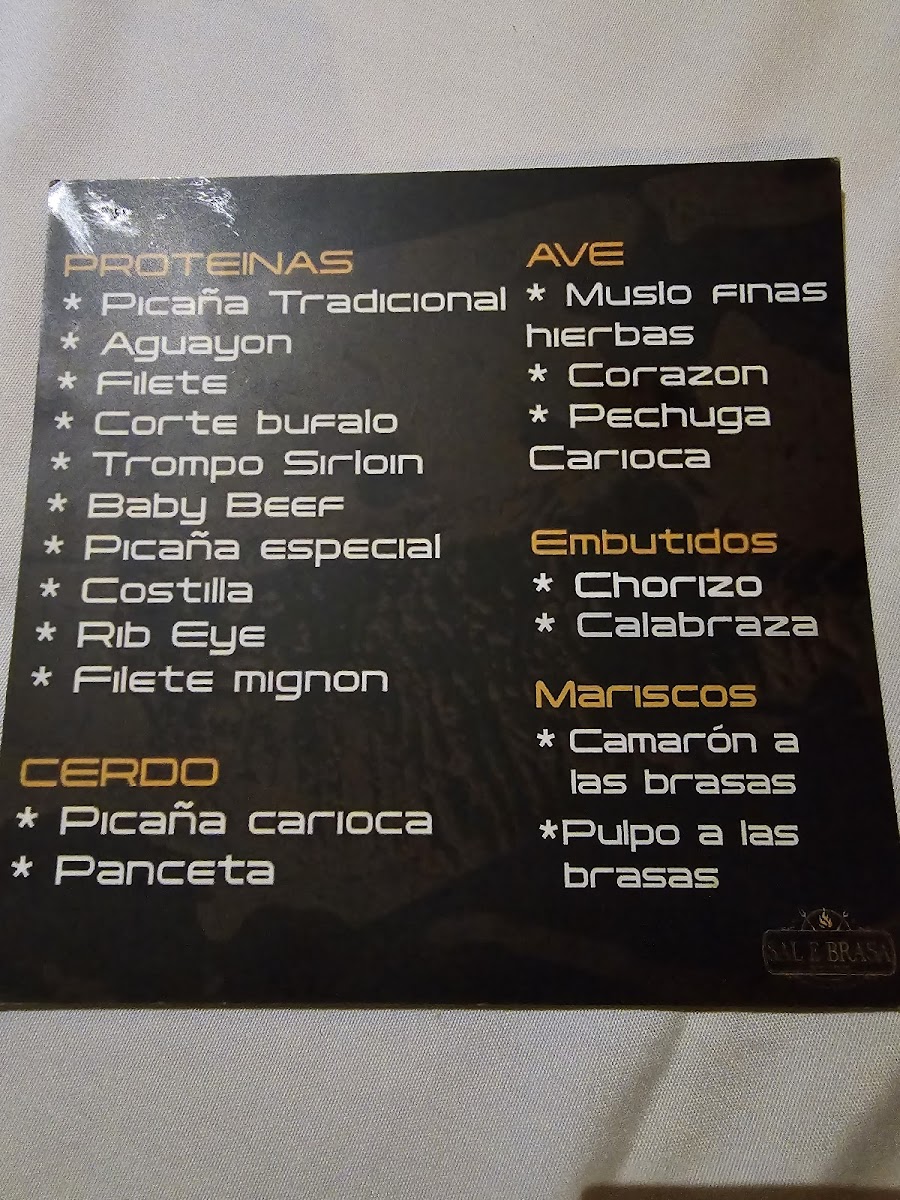 PROTEINAS
* Picaña Tradicional
* Aguayon
* Filete
* Corte bufalo
* Trompo Sirloin
* Baby Beef
* Picaña especial
* Costilla
* Rib Eye
* Filete mignon
CERDO
* Picaña carioca
* Panceta
AVE
* Muslo finas
hierbas
* Corazon
* Pechuga
Carioca
Embutidos
* Chorizo
* Calabraza
Mariscos
* Camarón a
las brasas
*Pulpo a las
brasas
SAL E BRASA